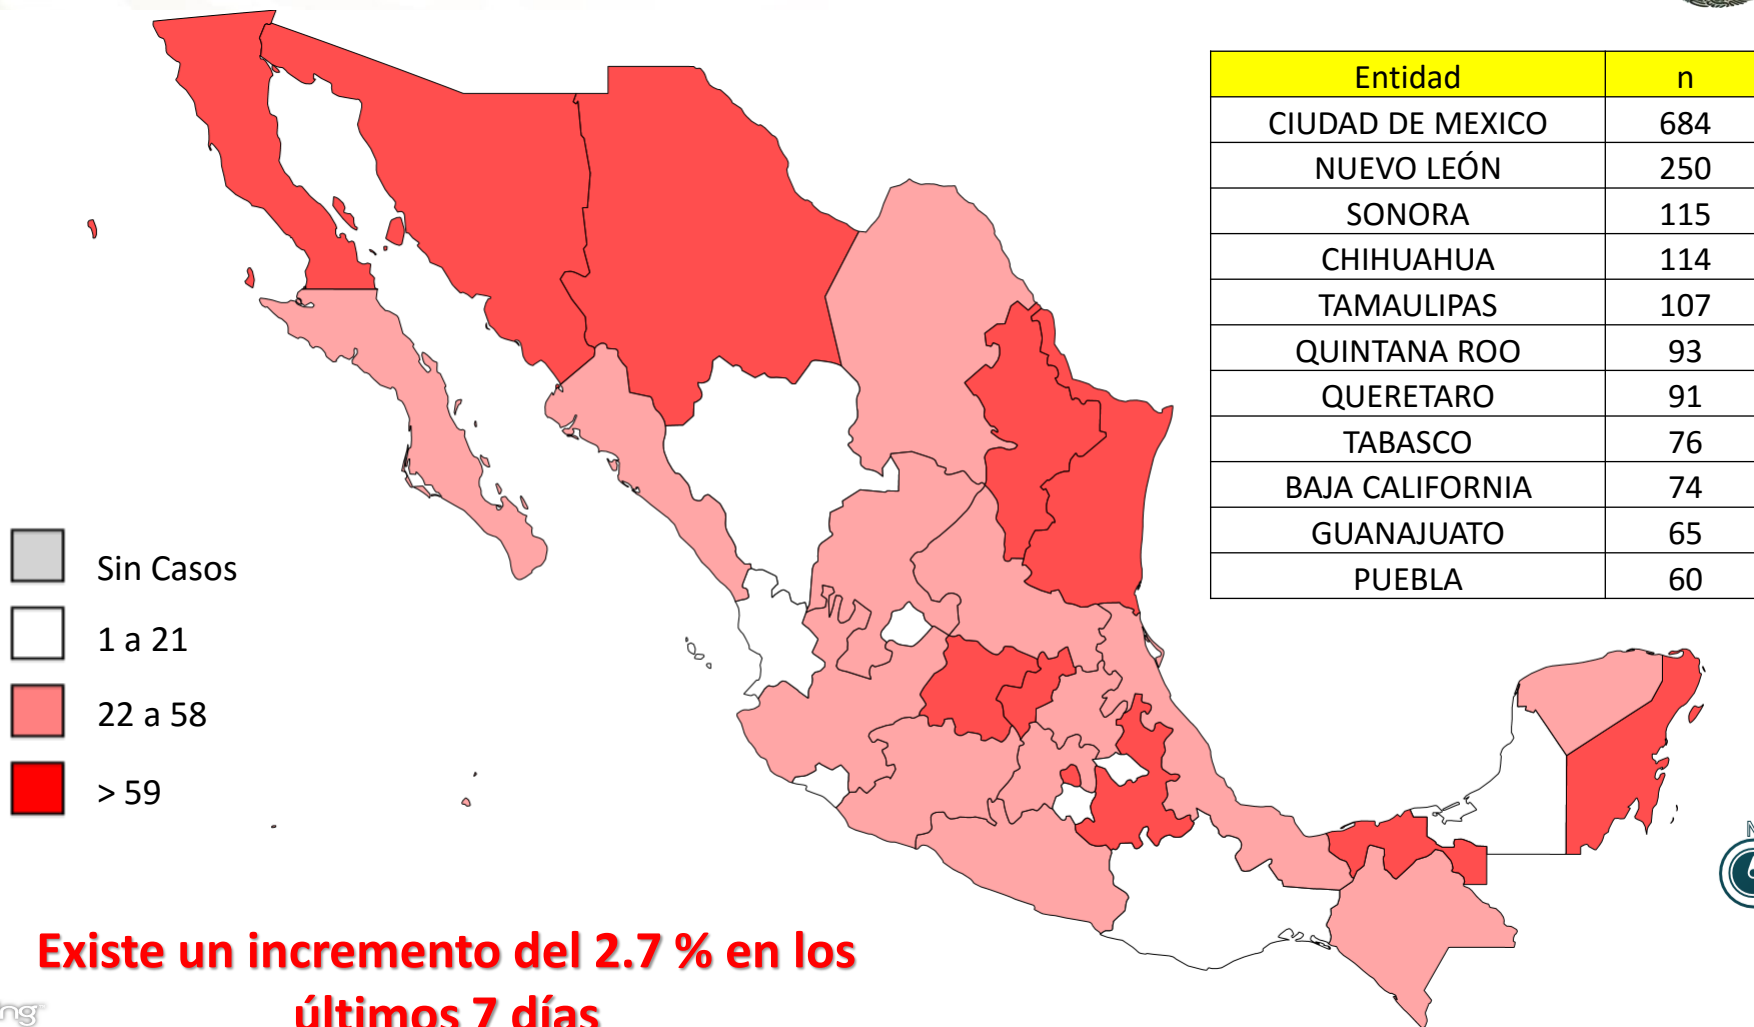 Entidad n
CIUDAD DE MEXICO 684
NUEVO LEÓN 250
SONORA 115
CHIHUAHUA 114
TAMAULIPAS 107
QUINTANA ROO 93
QUERETARO 91
TABASCO 76
BAJA CALIFORNIA 74
GUANAJUATO 65
PUEBLA 60
Sin Casos
1 a 21
22 a 58
> 59
Existe un incremento del 2.7 % en los
últimos 7 días